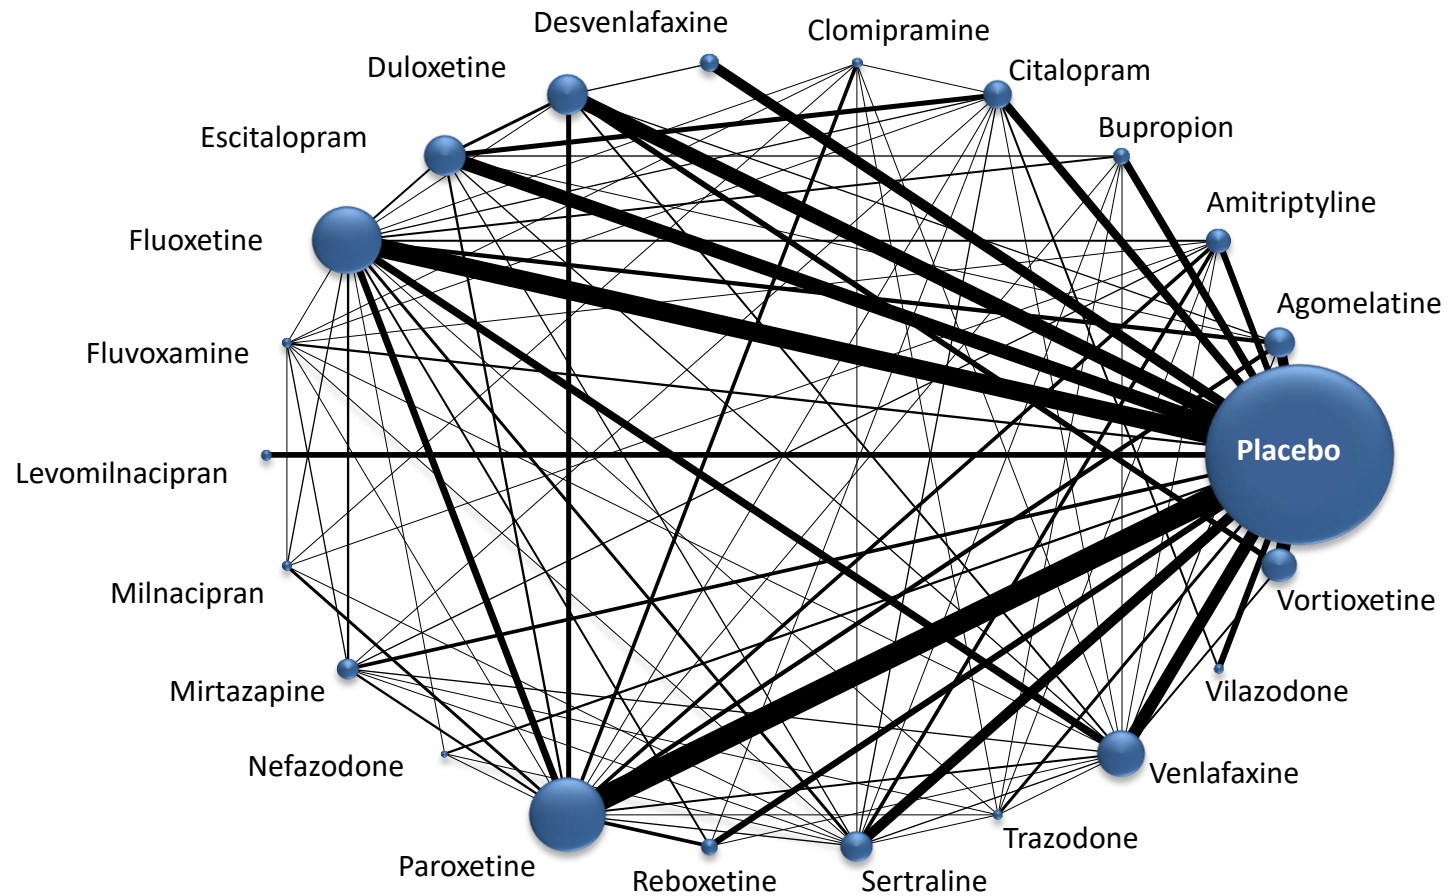 Desvenlafaxine
Clomipramine
Duloxetine
Citalopram
Escitalopram
Bupropion
Amitriptyline
Fluoxetine
Agomelatine
Fluvoxamine
Placebo
Levomilnacipran
Milnacipran
Vortioxetine
Mirtazapine
Vilazodone
Nefazodone
Venlafaxine
Trazodone
Paroxetine
Reboxetine
Sertraline